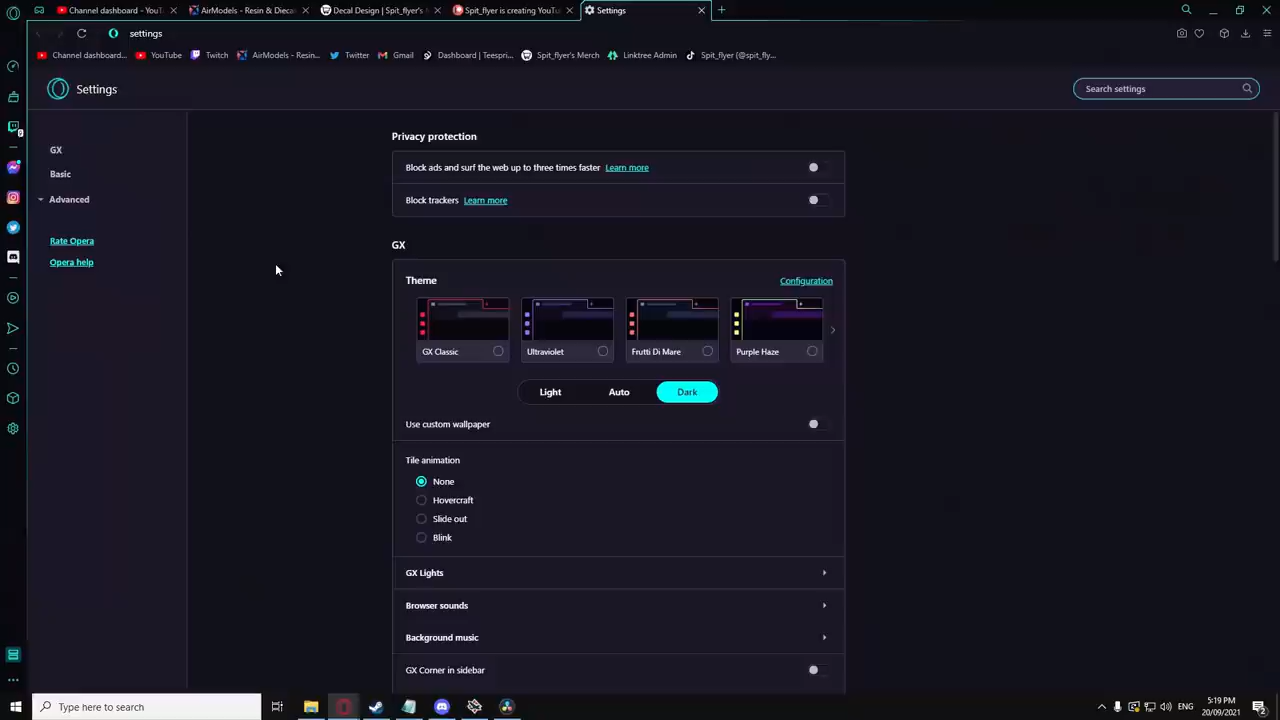 Channel dashboard - YouT
AirModels - Resin & Diecas
Decal Design | Spit_flyer's M
Spit_flyer is creating YouTub
Settings
settings
Channel dashboard...
YouTube
Twitch
AirModels - Resin...
Twitter
Gmail
Dashboard | Teespri...
Spit_flyer's Merch
Linktree Admin
Spit_flyer (@spit_fly...
Settings
Search settings
GX
Basic
Advanced
Rate Opera
Opera help
Privacy protection
Block ads and surf the web up to three times faster Learn more
Block trackers Learn more
GX
Theme
Configuration
GX Classic
Ultraviolet
Frutti Di Mare
Purple Haze
Light
Auto
Dark
Use custom wallpaper
Tile animation
None
Hovercraft
Slide out
Blink
GX Lights
Browser sounds
Background music
GX Corner in sidebar
Type here to search
ENG
5:19 PM
20/09/2021
2